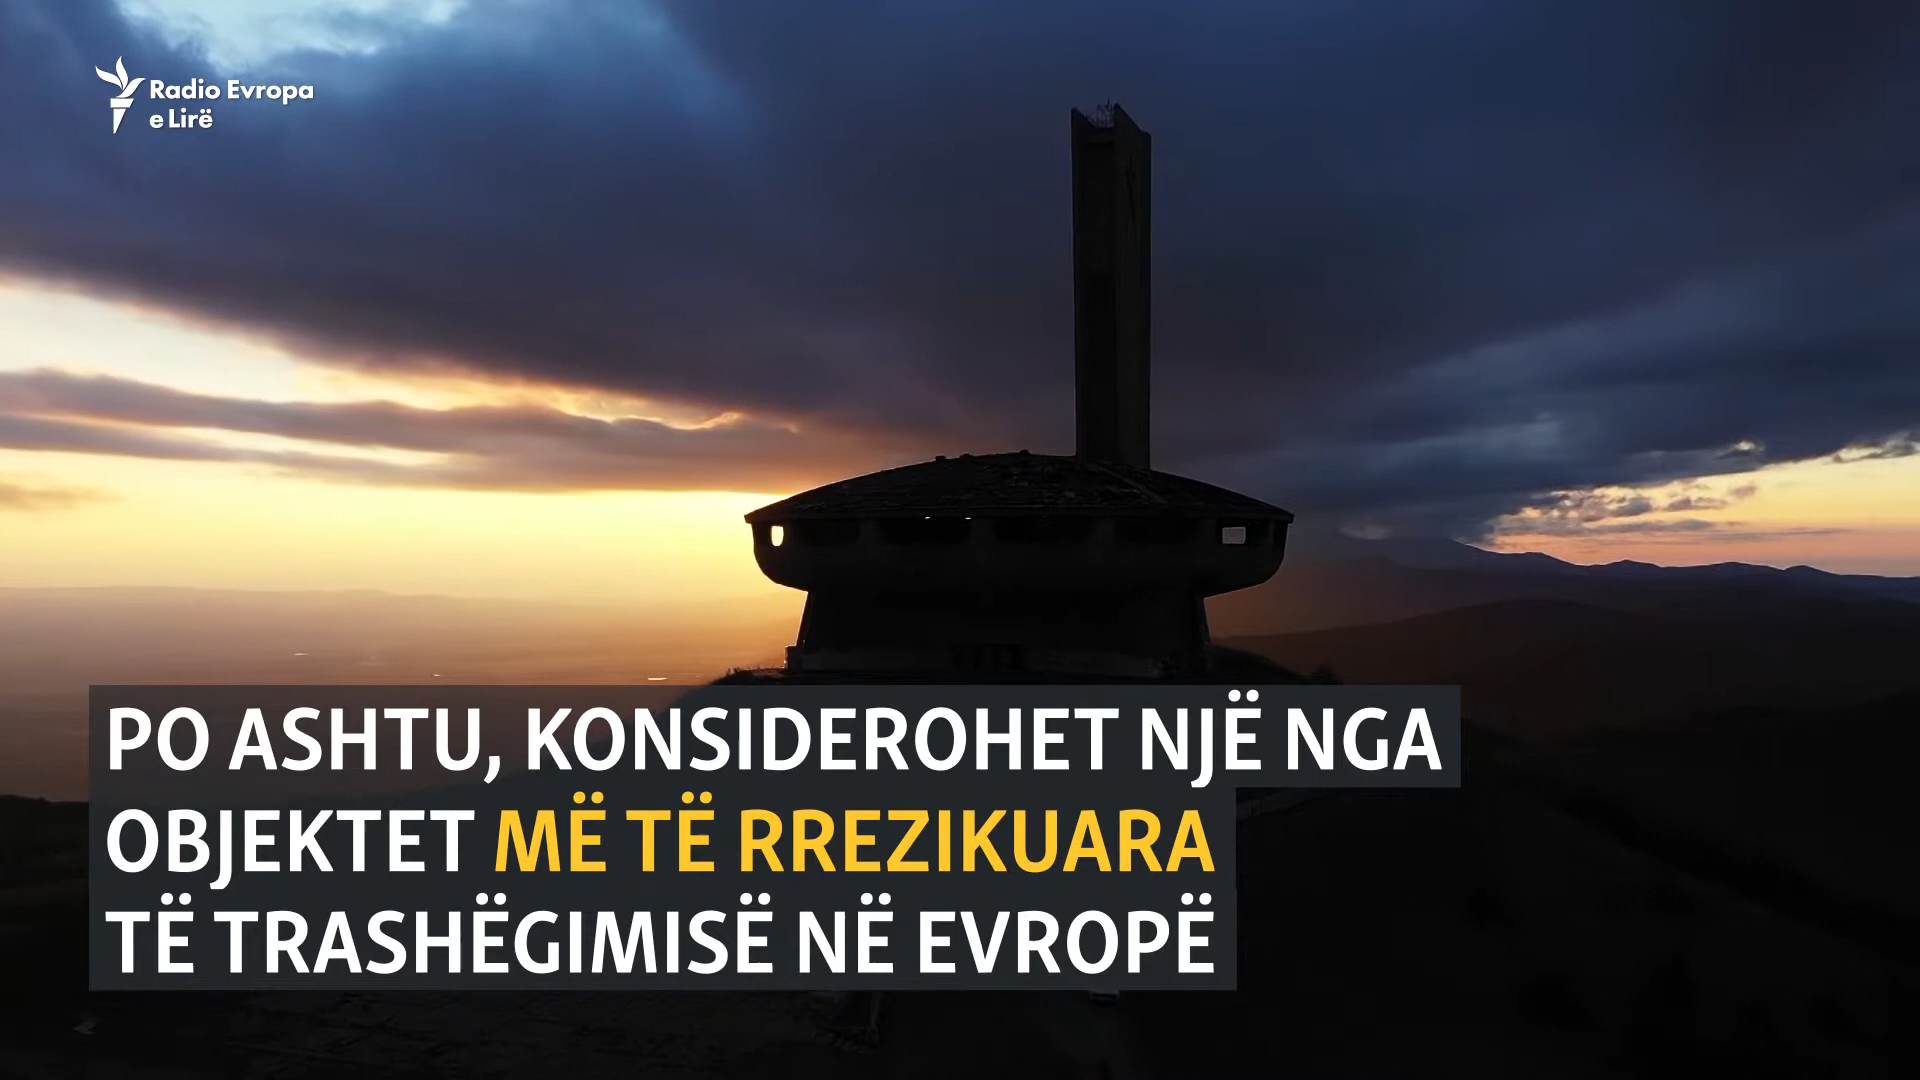 Radio Evropa
e Lirë
PO ASHTU, KONSIDEROHET NJË NGA
OBJEKTET MË TË RREZIKUARA
TË TRASHËGIMISË NË EVROPË